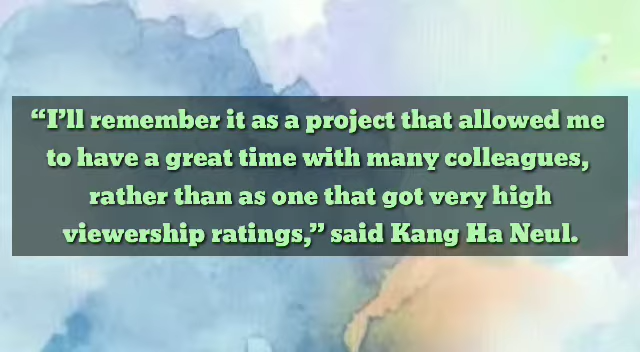 “I’ll remember it as a project that allowed me
to have a great time with many colleagues,
rather than as one that got very high
viewership ratings,” said Kang Ha Neul.